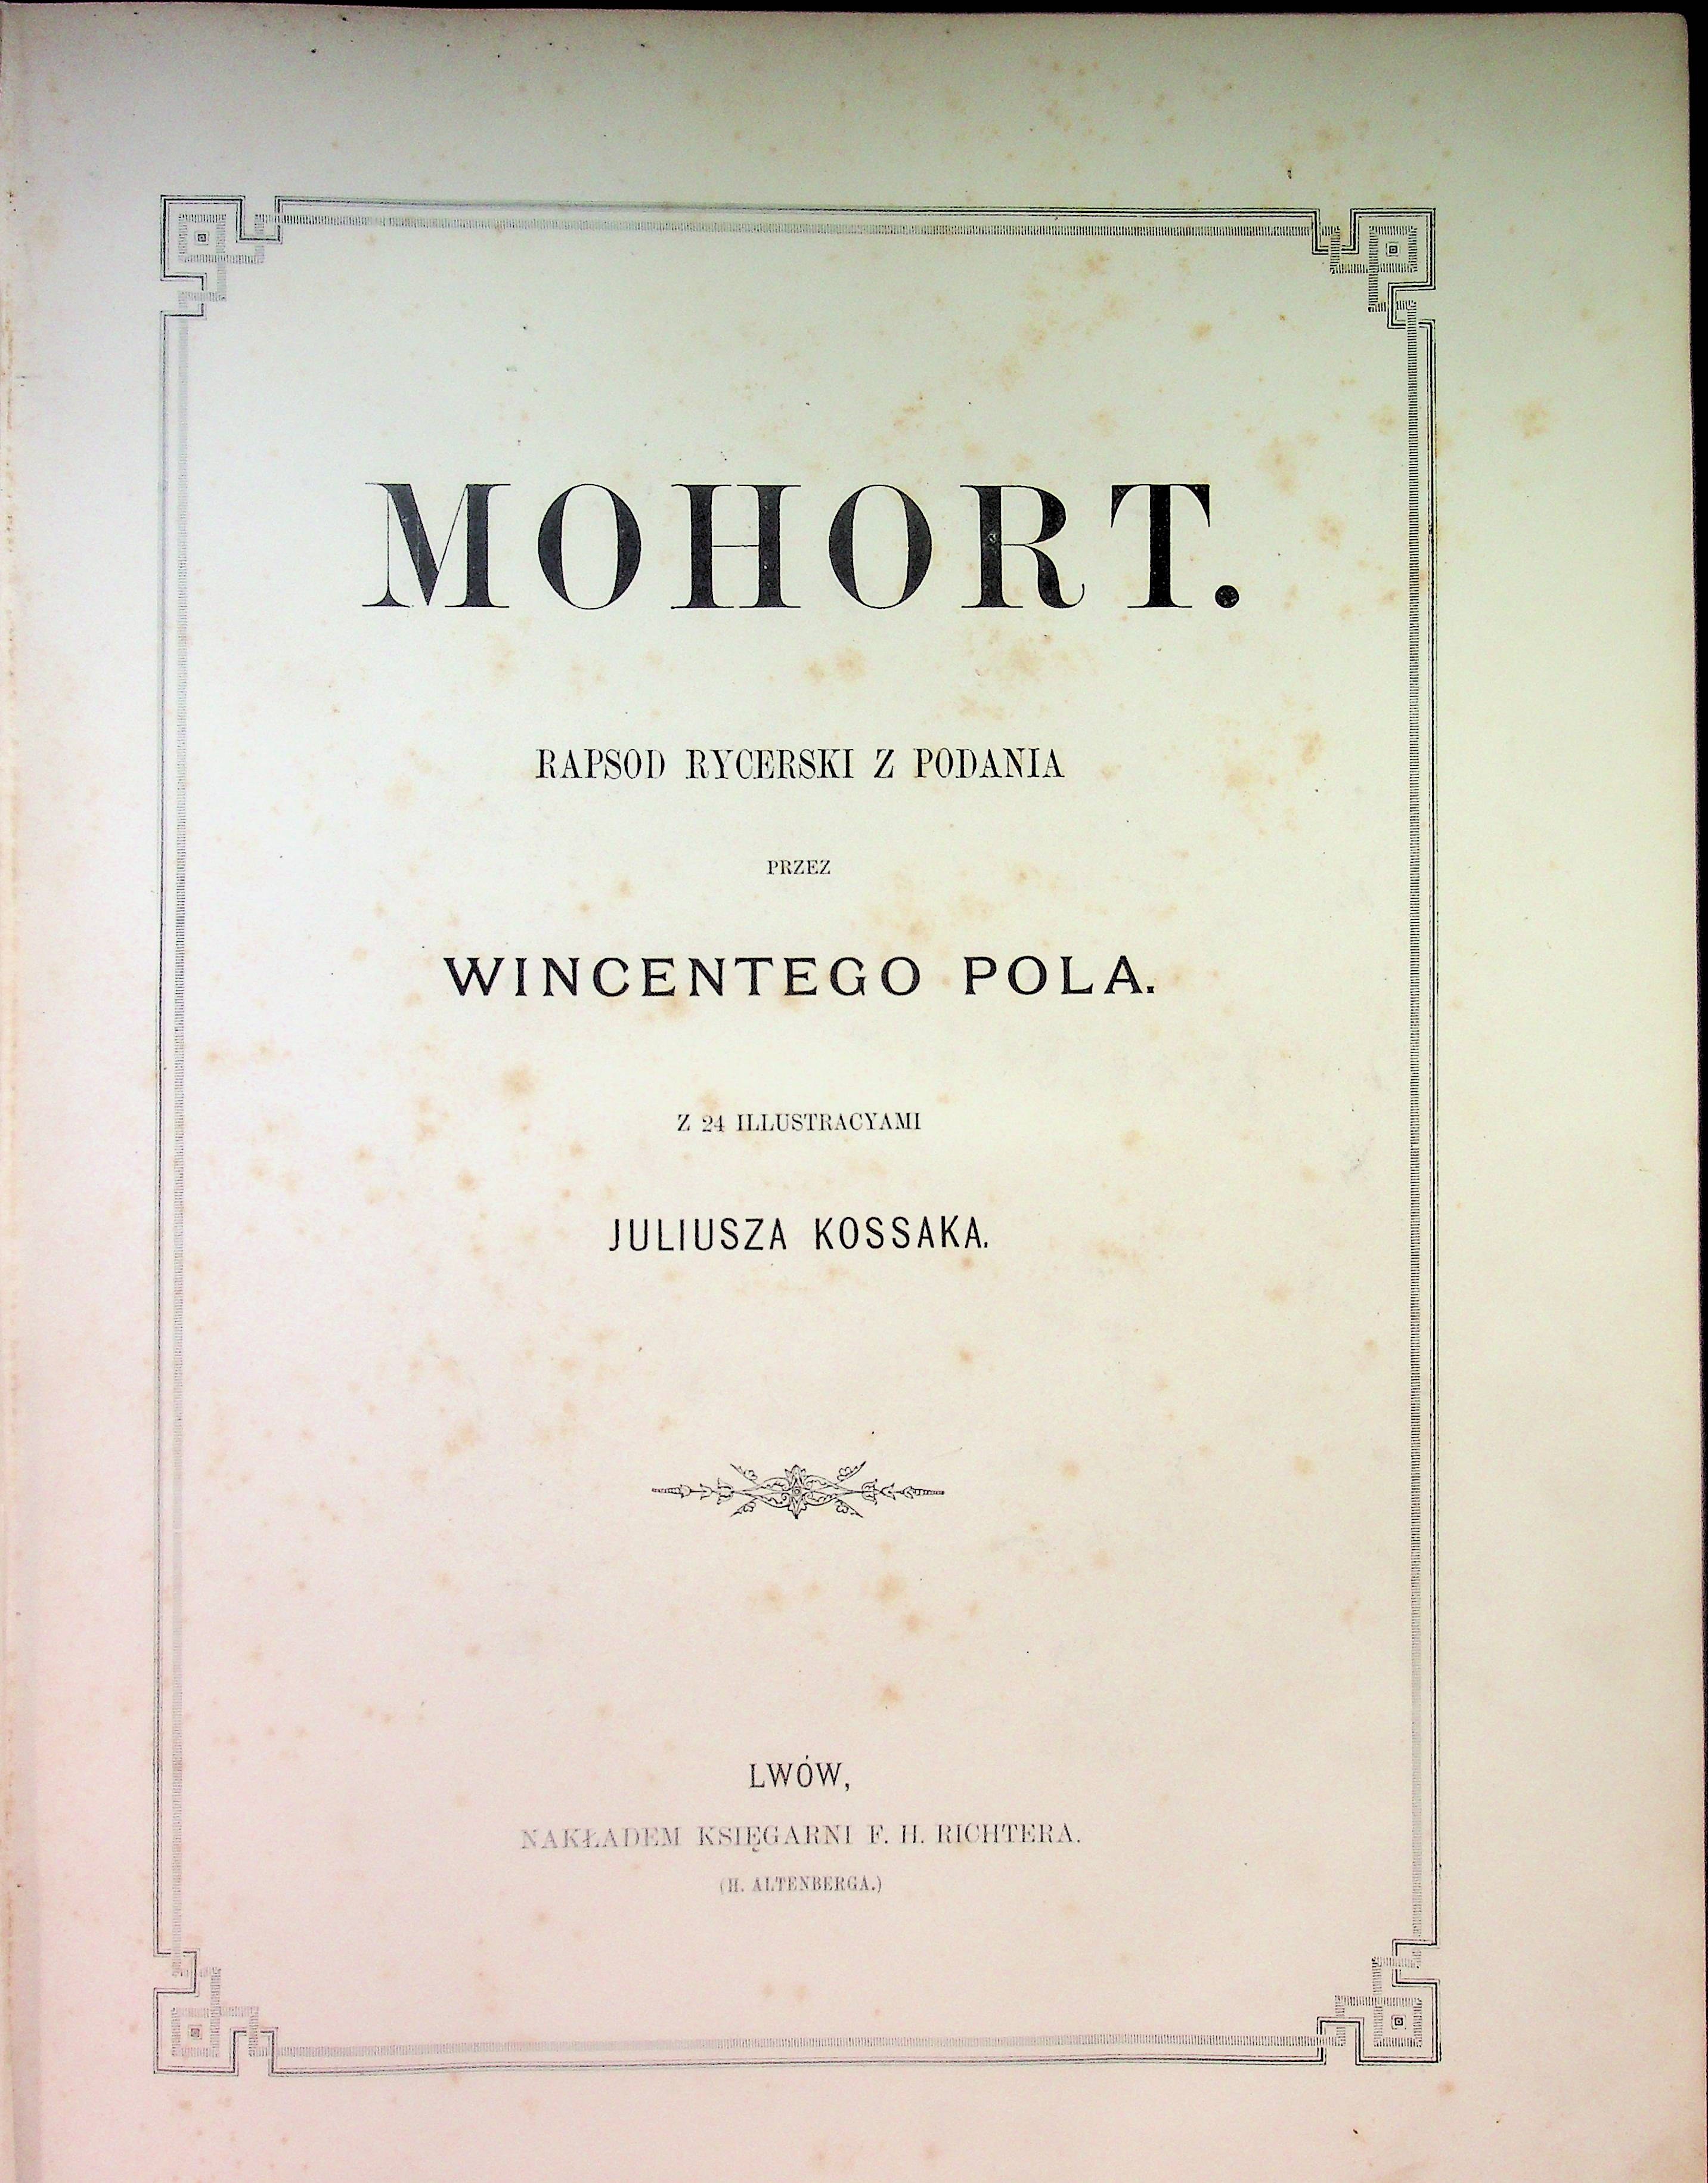 MOHORT.
RAPSOD RYCERSKI Z PODANIA
PRZEZ
WINCENTEGO POLA.
Z 24 ILLUSTRACYAMI
JULIUSZA KOSSAKA.
LWÓW,
NAKŁADEM KSIĘGARNI F. H. RICHTERA.
(H. ALTENBERGA.)